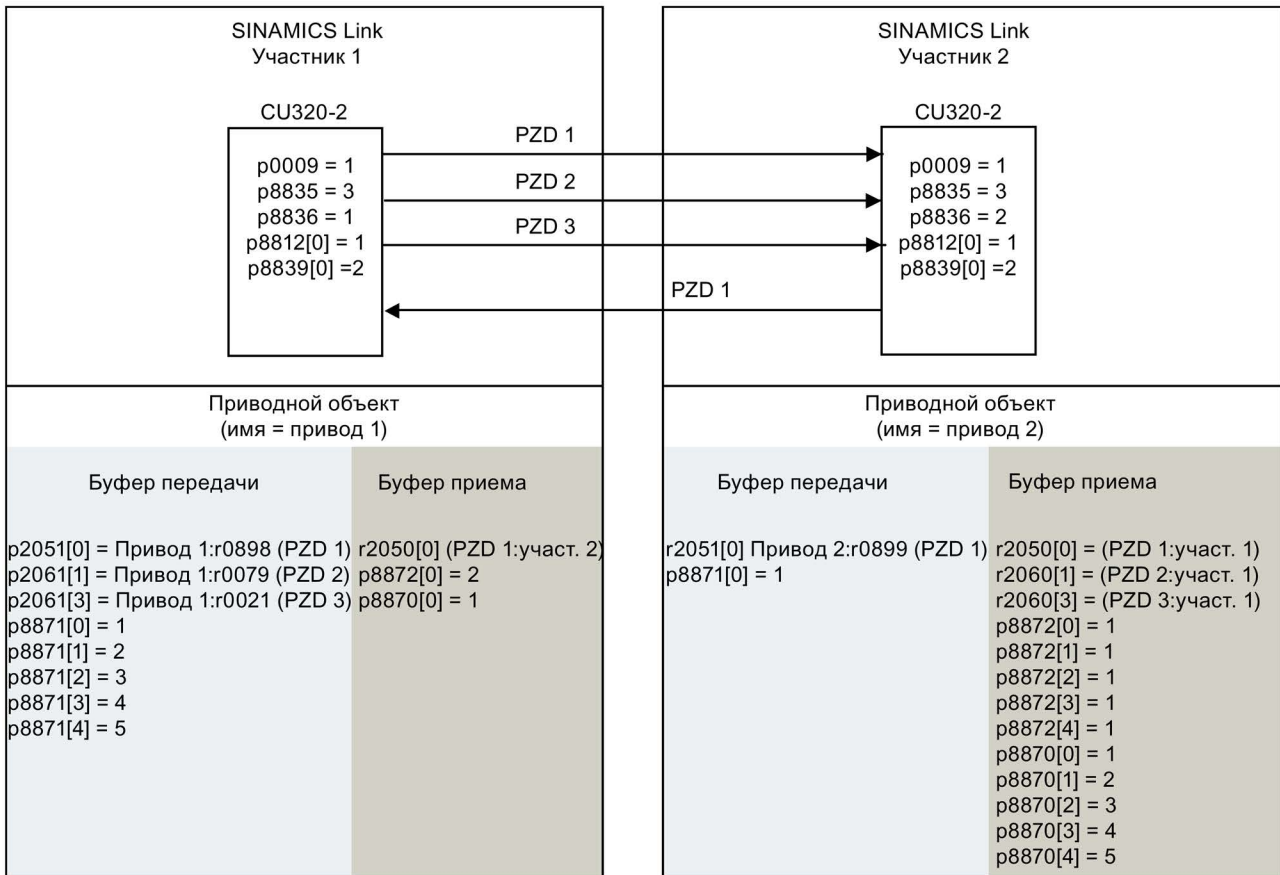 SINAMICS Link
Участник 1
CU320-2
p0009 = 1
p8835 = 3
p8836 = 1
p8812[0] = 1
p8839[0] =2
PZD 1
PZD 2
PZD 3
PZD 1
SINAMICS Link
Участник 2
CU320-2
p0009 = 1
p8835 = 3
p8836 = 2
p8812[0] = 1
p8839[0] =2
Приводной объект
(имя = привод 1)
Буфер передачи
p2051[0] = Привод 1:r0898 (PZD 1)
p2061[1] = Привод 1:r0079 (PZD 2)
p2061[3] = Привод 1:r0021 (PZD 3)
p8871[0] = 1
p8871[1] = 2
p8871[2] = 3
p8871[3] = 4
p8871[4] = 5
Буфер приема
r2050[0] (PZD 1:участ. 2)
p8872[0] = 2
p8870[0] = 1
Приводной объект
(имя = привод 2)
Буфер передачи
r2051[0] Привод 2:r0899 (PZD 1)
p8871[0] = 1
Буфер приема
r2050[0] = (PZD 1:участ. 1)
r2060[1] = (PZD 2:участ. 1)
r2060[3] = (PZD 3:участ. 1)
p8872[0] = 1
p8872[1] = 1
p8872[2] = 1
p8872[3] = 1
p8872[4] = 1
p8870[0] = 1
p8870[1] = 2
p8870[2] = 3
p8870[3] = 4
p8870[4] = 5